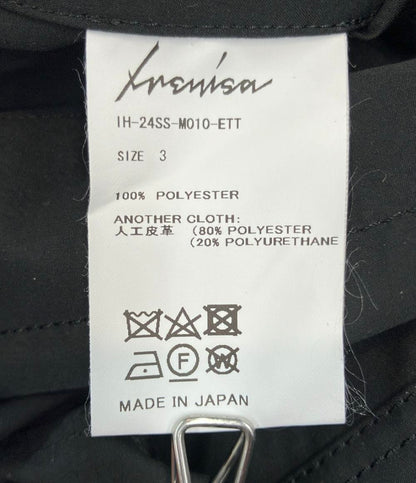 Irenisa
IH-24SS-M010-ETT
SIZE 3
100% POLYESTER
ANOTHER CLOTH:
人工皮革 (80% POLYESTER
(20% POLYURETHANE
F W
MADE IN JAPAN